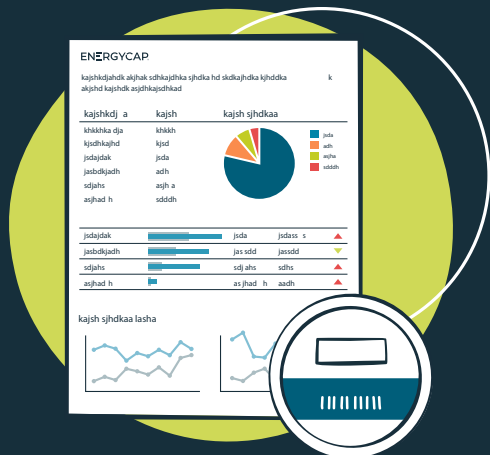 ENERGYCAP
kajshkdjahdk akjhak sdhkajdhka sjhdka hd skdkajhdka kjhddka k
akjshd kajshdk asjdhkajsdhkad
kajshkdj a kajsh kajsh sjhdkaa
khkkhka dja khkkh
kjsdhkajhd kjsd
jsdajdak jsda
jasbdkjadh adh
sdjahs asjh a
asjhad h sdddh
jsda
adh
asjha
sdddh
jsdajdak jsda jsdass s
jasbdkjadh jas sdd jassdd
sdjahs sdj ahs sdhs
asjhad h as jhad h aadh
kajsh sjhdkaa lasha